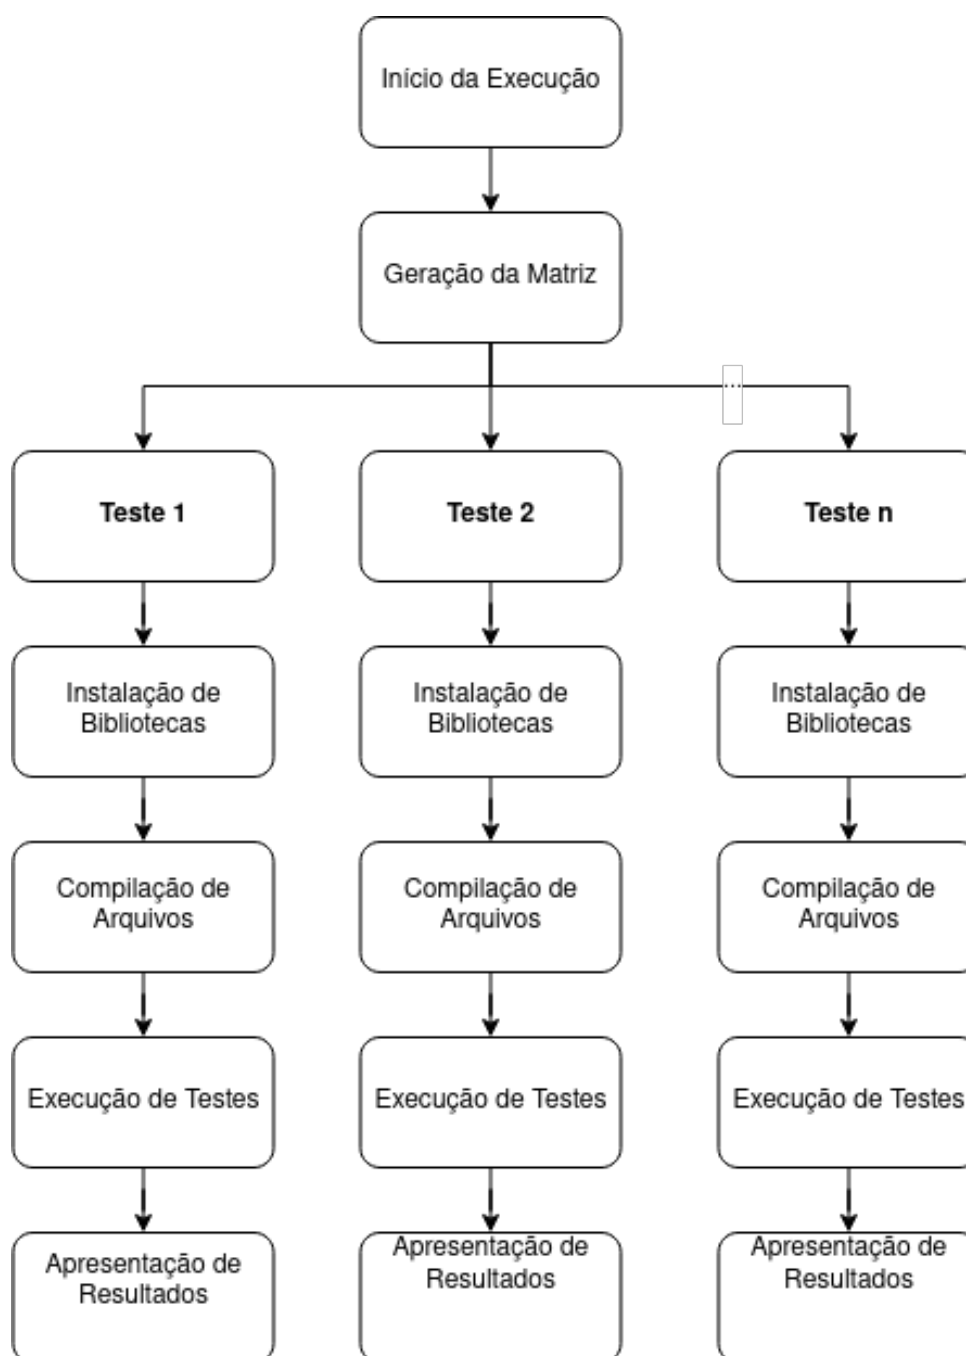 Início da Execução
Geração da Matriz
...
Teste 1
Teste 2
Teste n
Instalação de
Bibliotecas
Instalação de
Bibliotecas
Instalação de
Bibliotecas
Compilação de
Arquivos
Compilação de
Arquivos
Compilação de
Arquivos
Execução de Testes
Execução de Testes
Execução de Testes
Apresentação de
Resultados
Apresentação de
Resultados
Apresentação de
Resultados